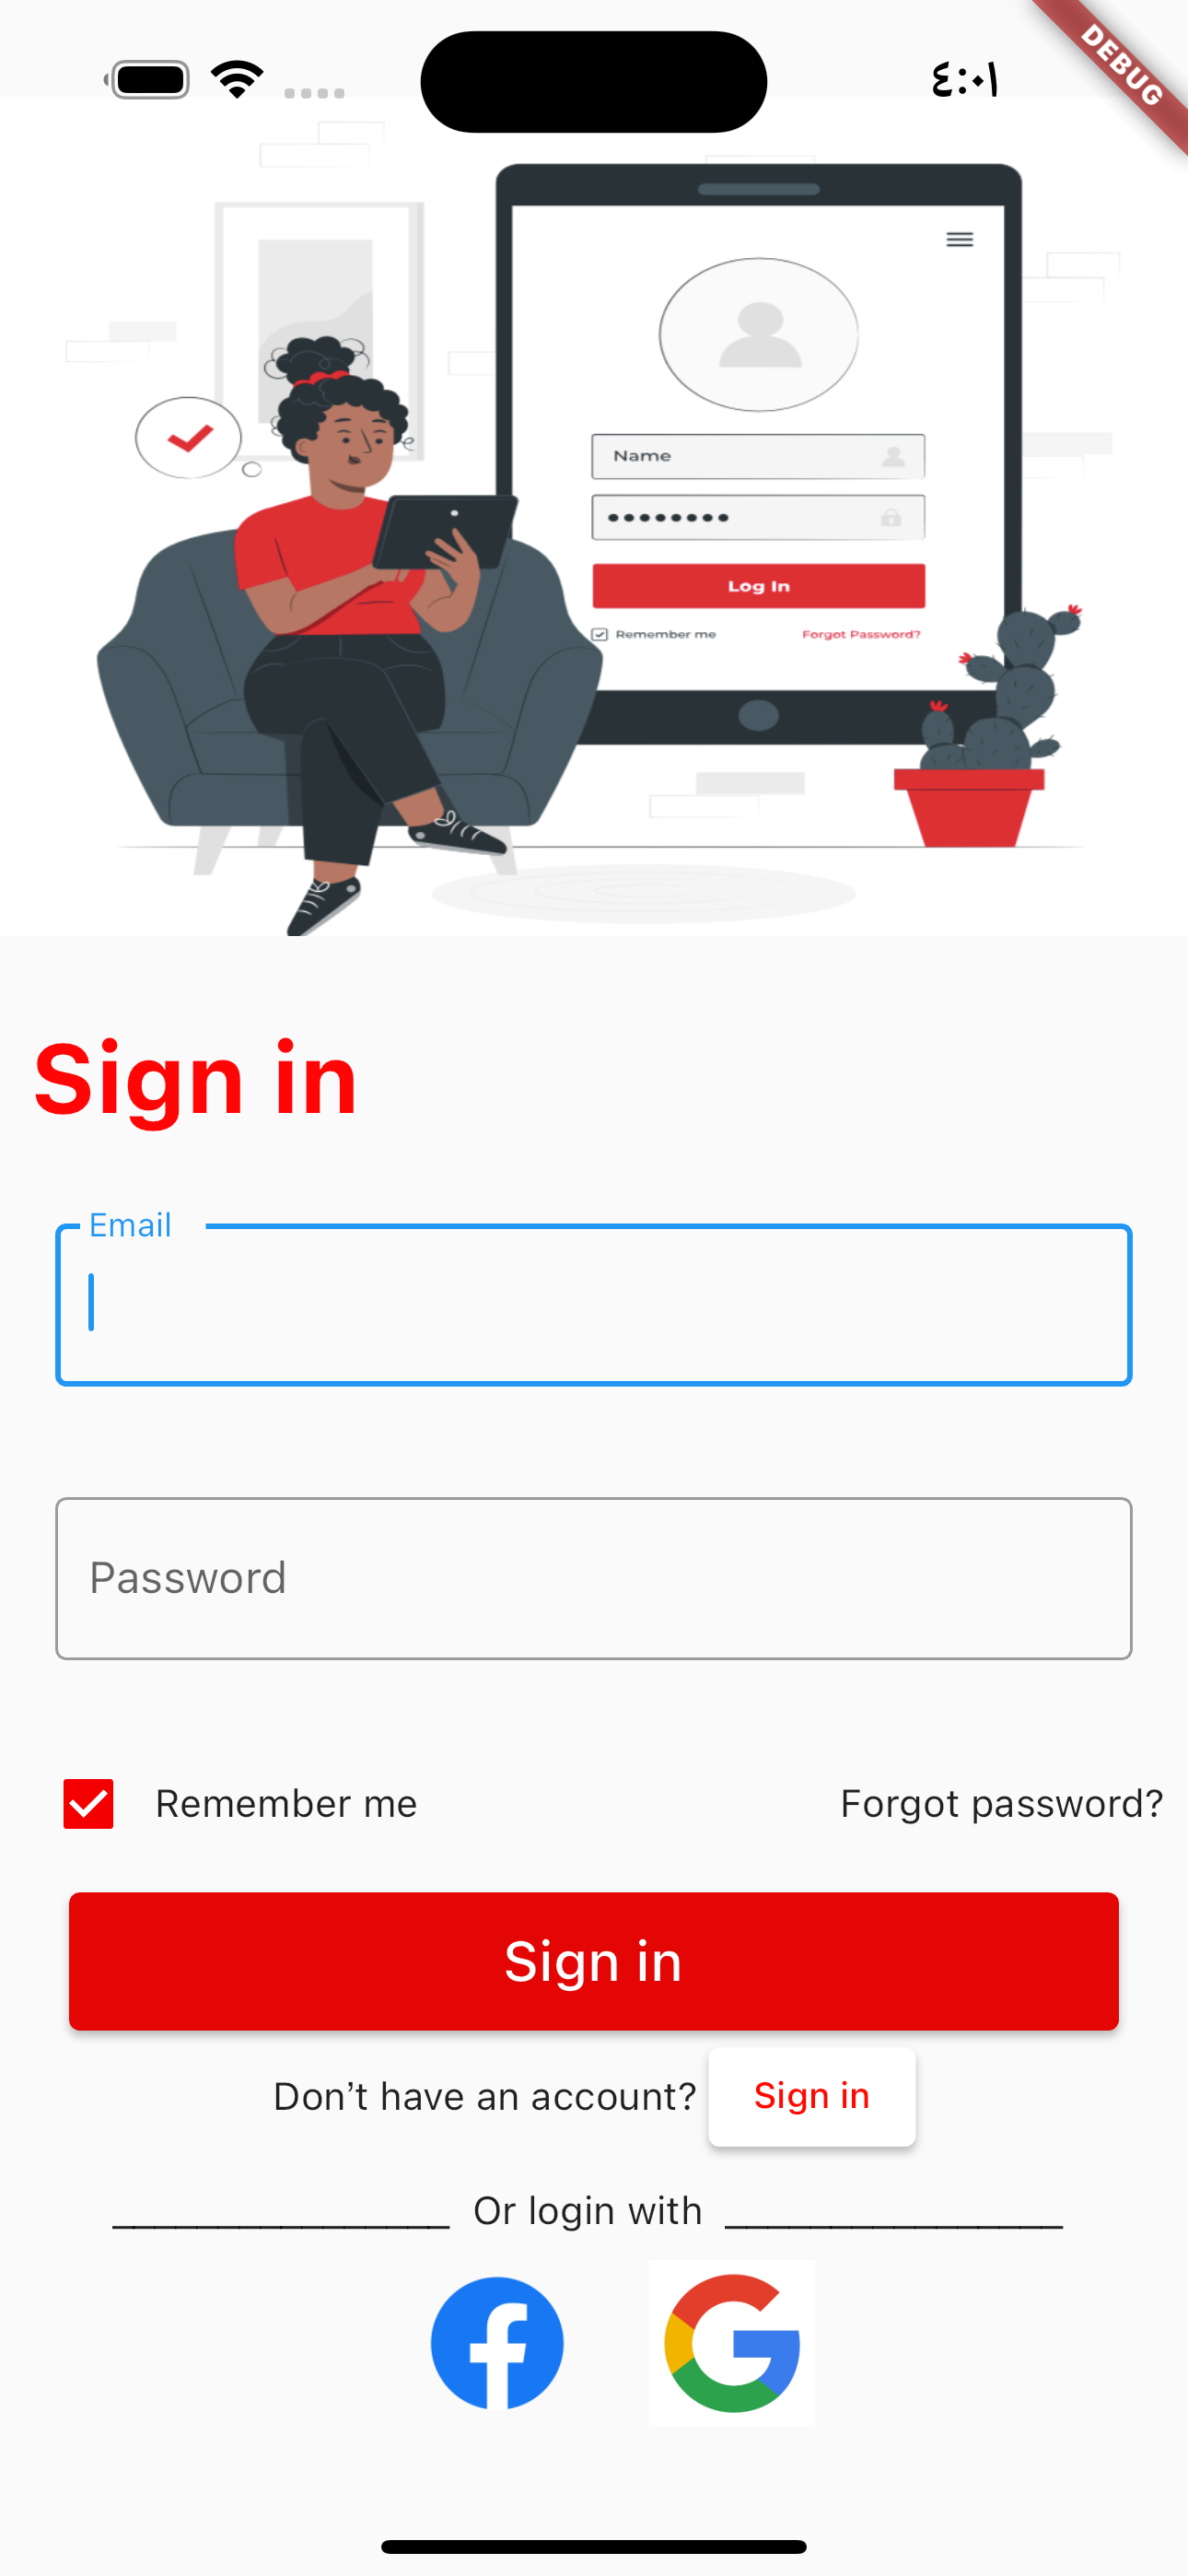 ٤:٠١
DEBUG
Name
Log In
Remember me Forgot Password?
Sign in
Email
Password
Remember me Forgot password?
Sign in
Don’t have an account? Sign in
Or login with